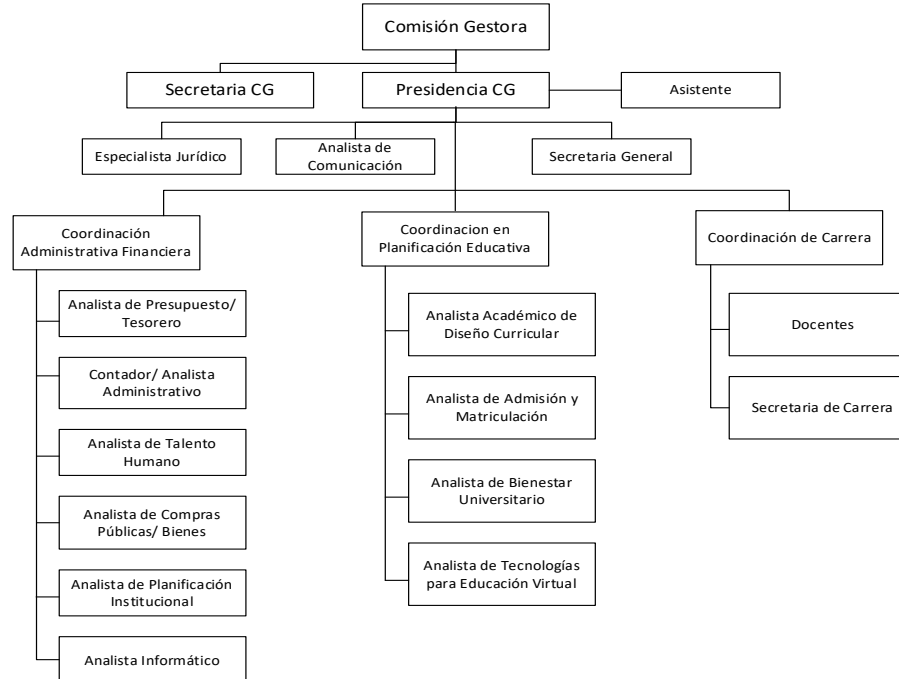 Comisión Gestora
Secretaria CG
Presidencia CG
Asistente
Especialista Jurídico
Analista de
Comunicación
Secretaria General
Coordinación
Administrativa Financiera
Coordinacion en
Planificación Educativa
Coordinación de Carrera
Analista de Presupuesto/
Tesorero
Contador/ Analista
Administrativo
Analista de Talento
Humano
Analista de Compras
Públicas/ Bienes
Analista de Planificación
Institucional
Analista Informático
Analista Académico de
Diseño Curricular
Analista de Admisión y
Matriculación
Analista de Bienestar
Universitario
Analista de Tecnologías
para Educación Virtual
Docentes
Secretaria de Carrera